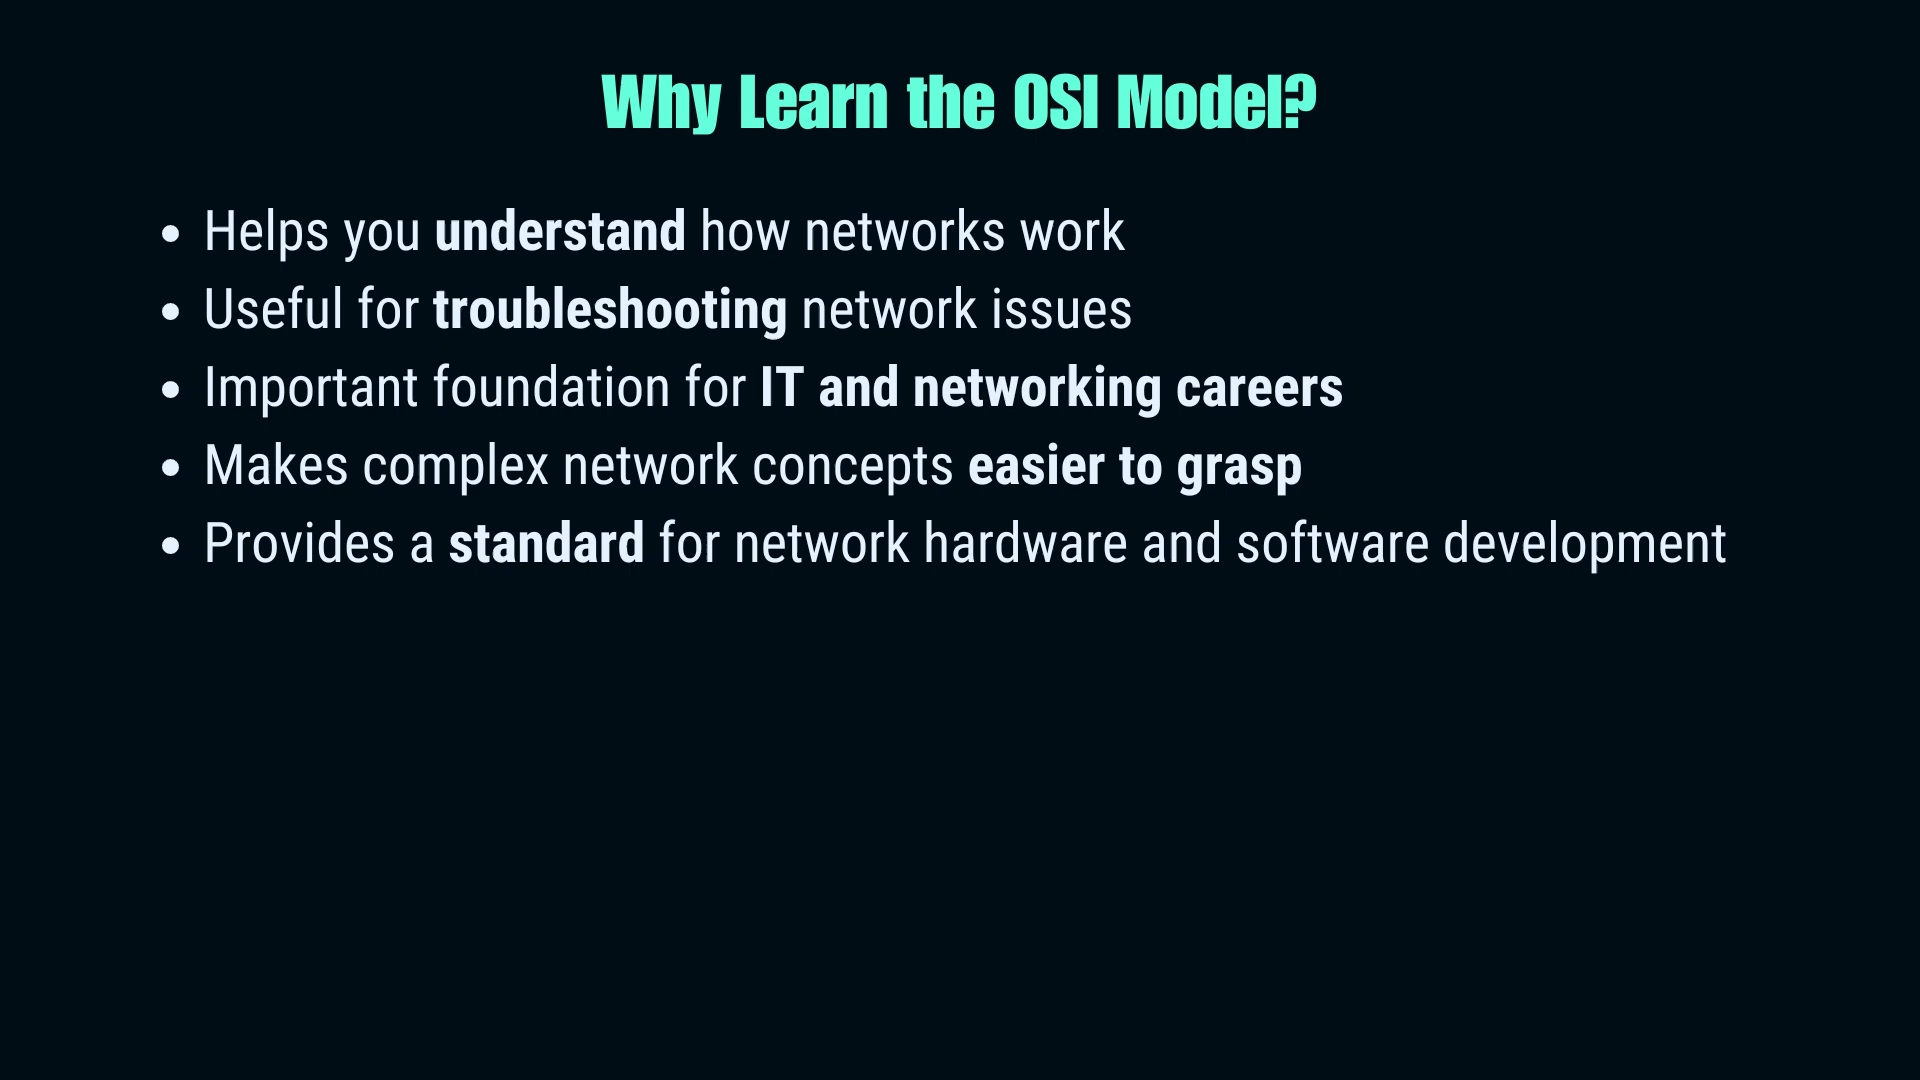 Why Learn the OSI Model?
• Helps you understand how networks work
• Useful for troubleshooting network issues
• Important foundation for IT and networking careers
• Makes complex network concepts easier to grasp
• Provides a standard for network hardware and software development